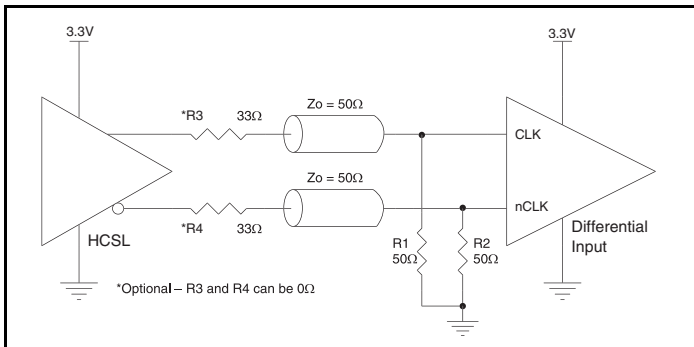 3.3V
3.3V
*R3
33Ω
Zo = 50Ω
CLK
Zo = 50Ω
nCLK
HCSL
*R4
33Ω
R1
50Ω
R2
50Ω
Differential
Input
*Optional – R3 and R4 can be 0Ω